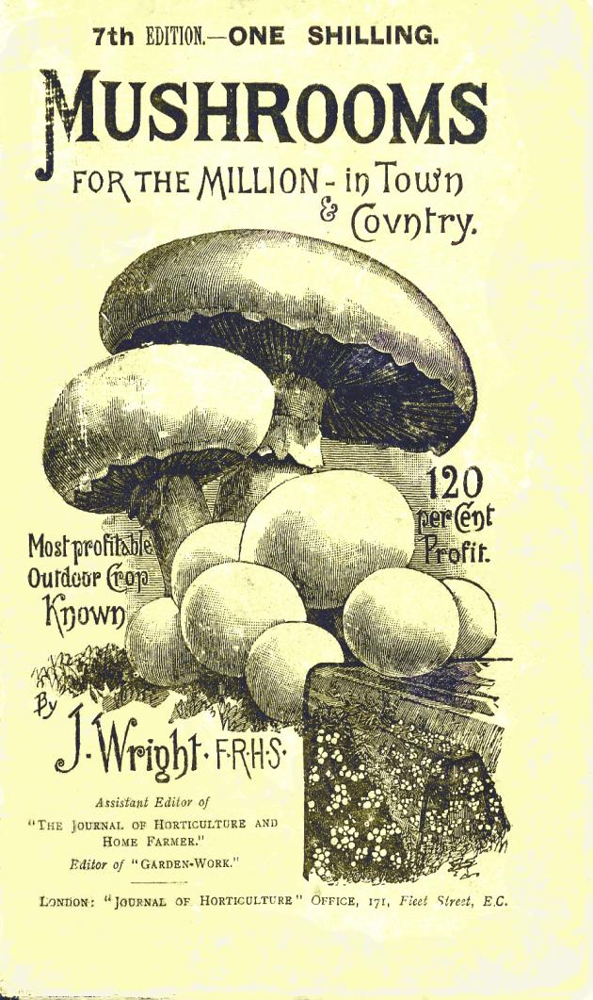 7th EDITION.—ONE SHILLING.
MUSHROOMS
FOR THE MILLION - in Town
& Covntry.
120
per Cent
Profit.
Most profitable
Outdoor Crop
Known
By
J. Wright. F.R.H.S.
Assistant Editor of
"THE JOURNAL OF HORTICULTURE AND
HOME FARMER."
Editor of "GARDEN-WORK."
LONDON: "JOURNAL OF HORTICULTURE" OFFICE, 171, Fleet Street, E.C.